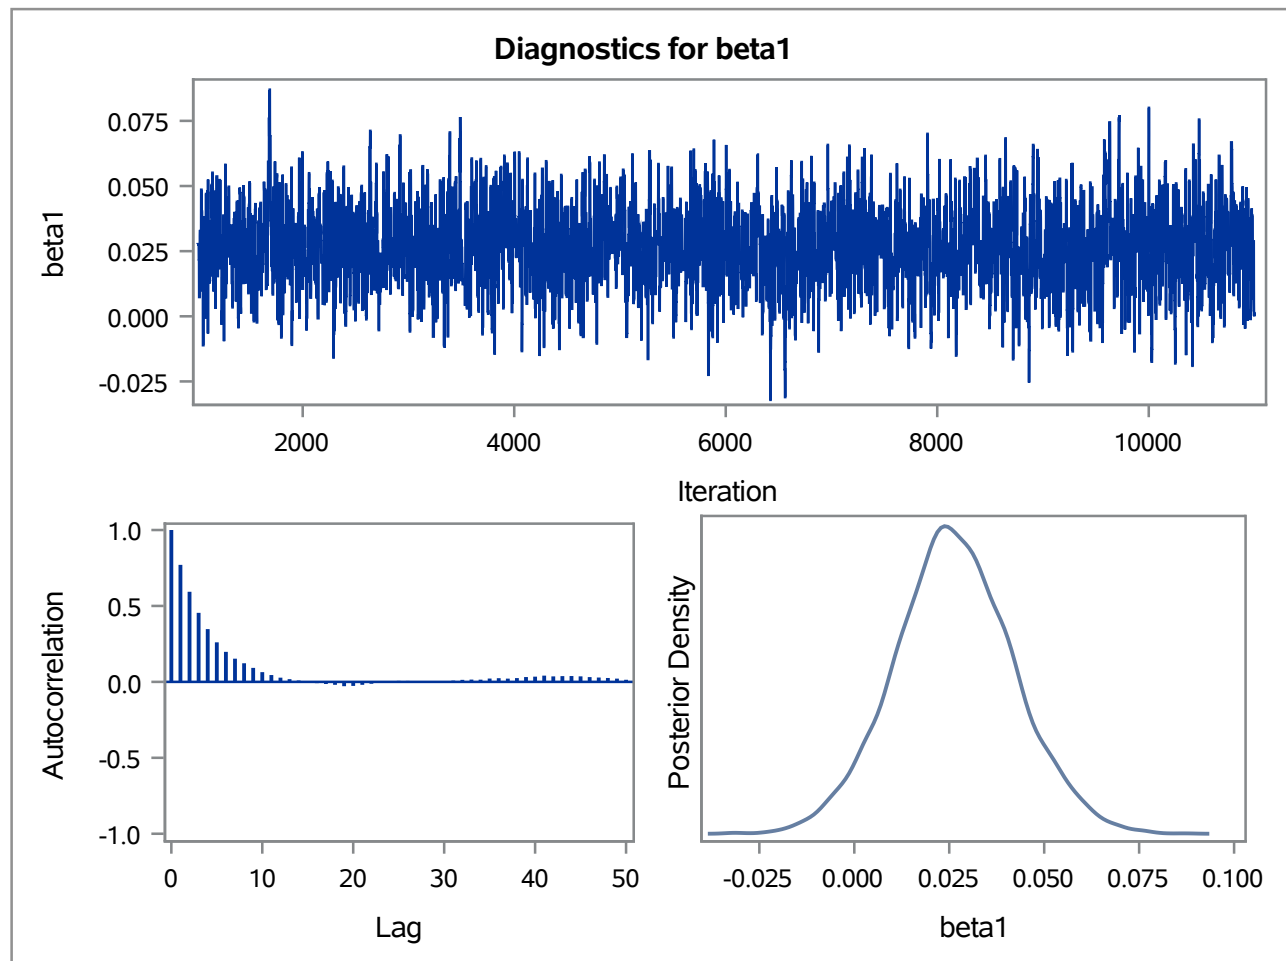 Diagnostics for beta1
beta1
0.075
0.050
0.025
0.000
-0.025
2000 4000 6000 8000 10000
Iteration
Autocorrelation
1.0
0.5
0.0
-0.5
-1.0
0 10 20 30 40 50
Lag
Posterior Density
-0.025 0.000 0.025 0.050 0.075 0.100
beta1